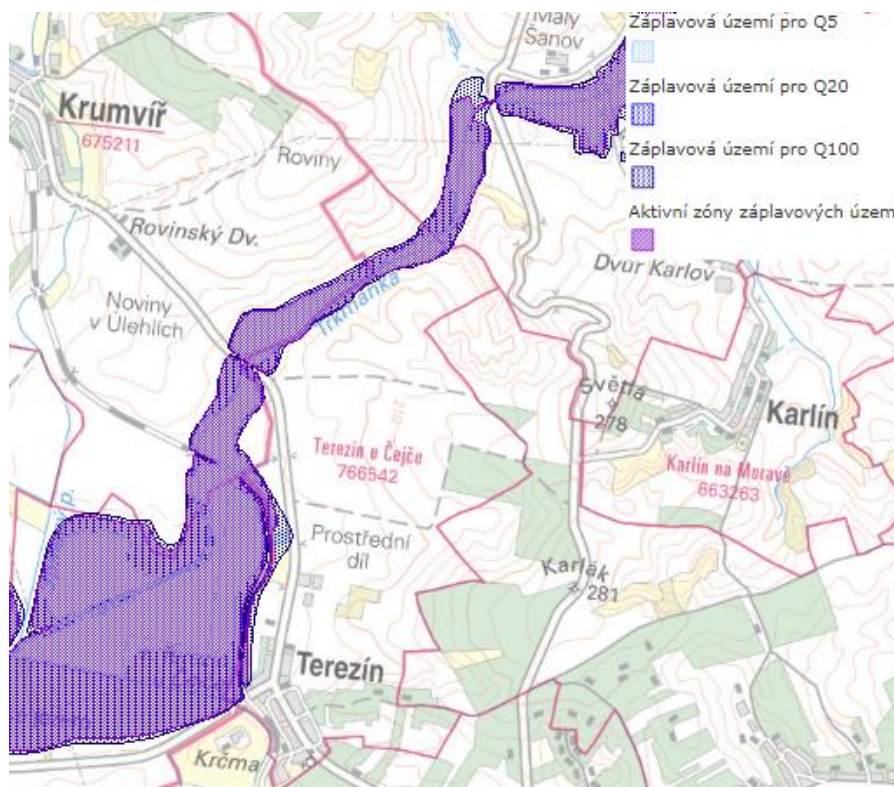 Malý
Šanov
Záplavová území pro Q5
Záplavová území pro Q20
Záplavová území pro Q100
Aktivní zóny záplavových územ
Krumvíř
675211
Roviny
Rovinský Dv.
Dvůr Karlov
Noviny
v Úlehlích
Trkmanka
Světlá
278
Karlín
Terezín u Čejče
766542
210
Karlín na Moravě
663263
Prostřední
díl
Karlák
281
Terezín
Krčma